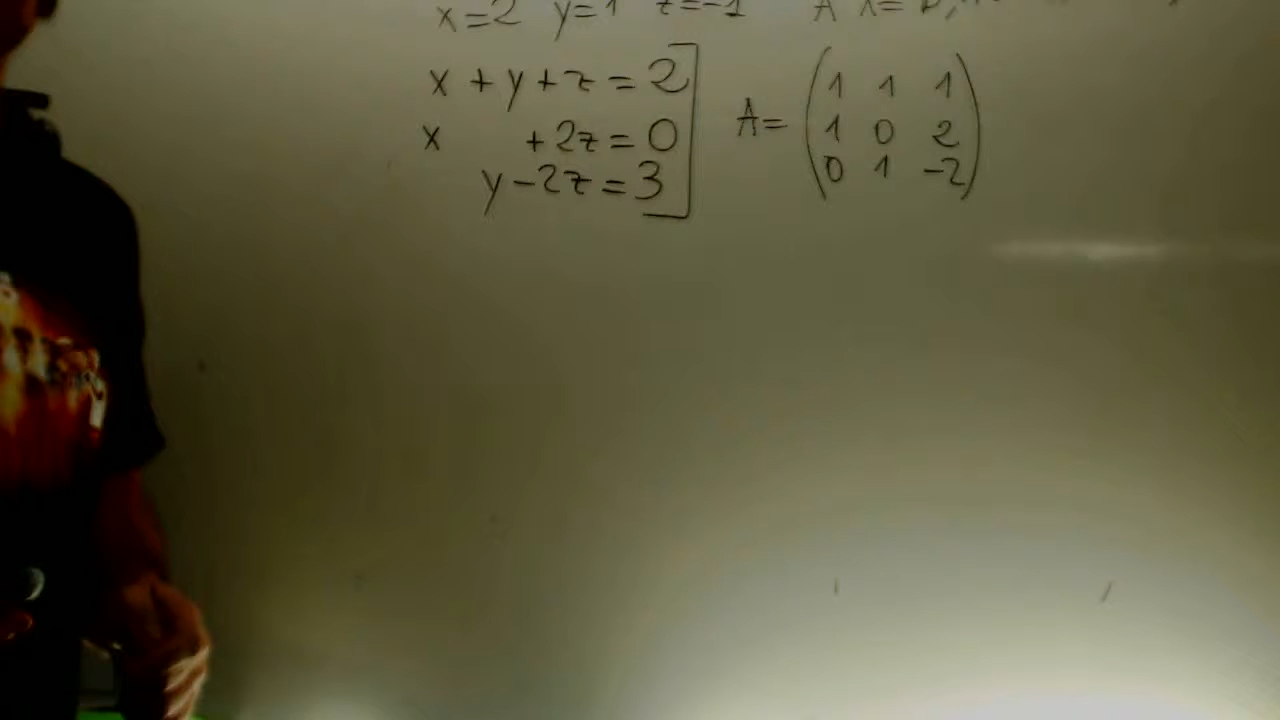 x=2 y=1 z=-1 A X=
x + y + z = 2
x + 2z = 0
y - 2z = 3
A= ( 1 1 1
1 0 2
0 1 -2 )